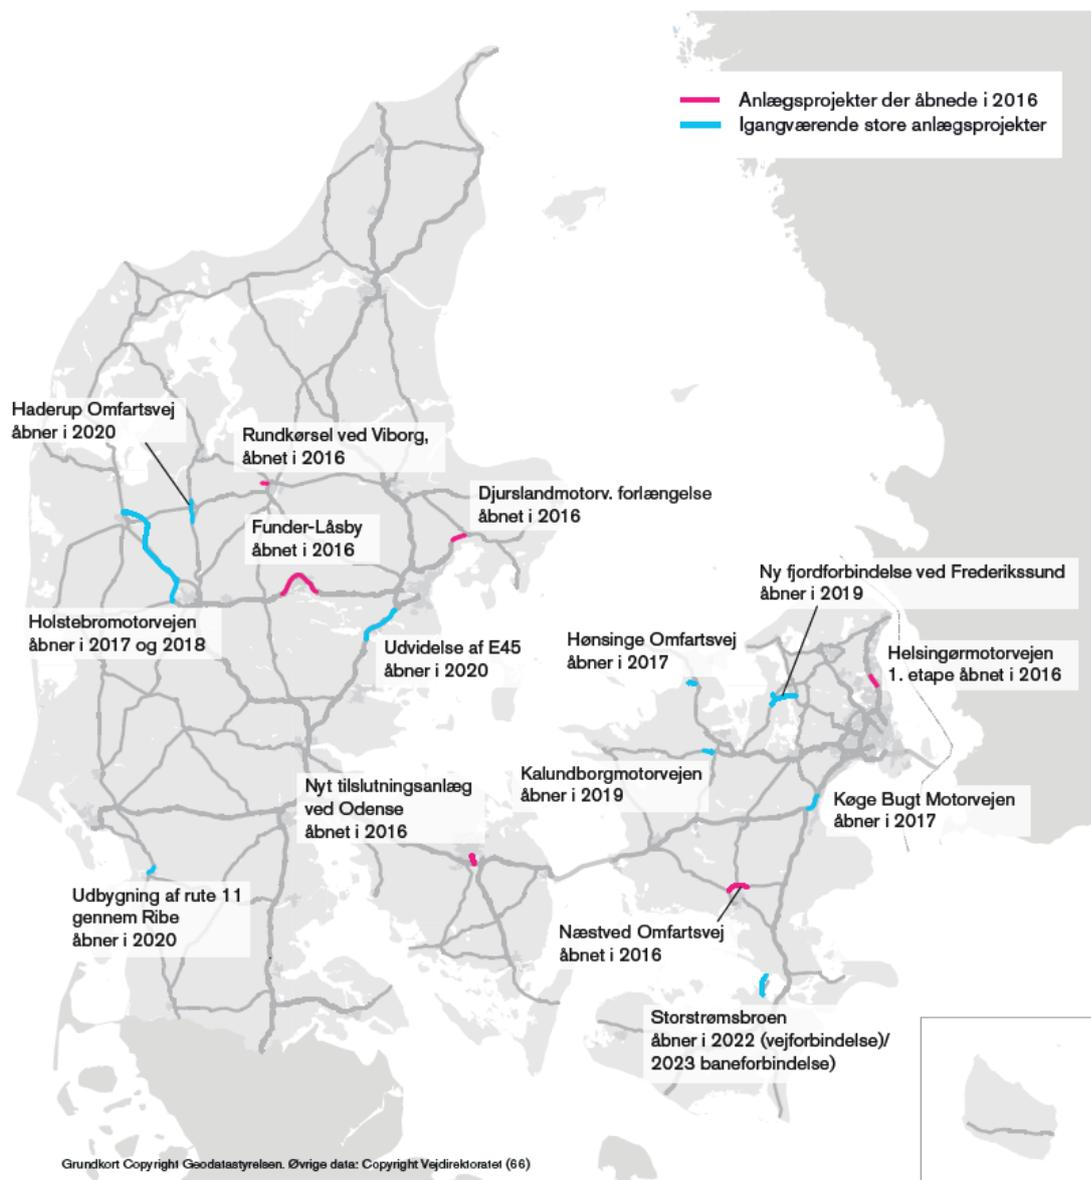 Anlægsprojekter der åbnede i 2016
Igangværende store anlægsprojekter
Haderup Omfartsvej
åbner i 2020
Rundkørsel ved Viborg,
åbnet i 2016
Djurslandmotorv. forlængelse
åbnet i 2016
Funder-Låsby
åbnet i 2016
Ny fjordforbindelse ved Frederikssund
åbner i 2019
Holstebromotorvejen
åbner i 2017 og 2018
Udvidelse af E45
åbner i 2020
Hønsinge Omfartsvej
åbner i 2017
Helsingørmotorvejen
1. etape åbnet i 2016
Kalundborgmotorvejen
åbner i 2019
Nyt tilslutningsanlæg
ved Odense
åbnet i 2016
Køge Bugt Motorvejen
åbner i 2017
Udbygning af rute 11
gennem Ribe
åbner i 2020
Næstved Omfartsvej
åbnet i 2016
Storstrømsbroen
åbner i 2022 (vejforbindelse)/
2023 baneforbindelse)
Grundkort Copyright Geodatastyrelsen. Øvrige data: Copyright Vejdirektoratet (66)